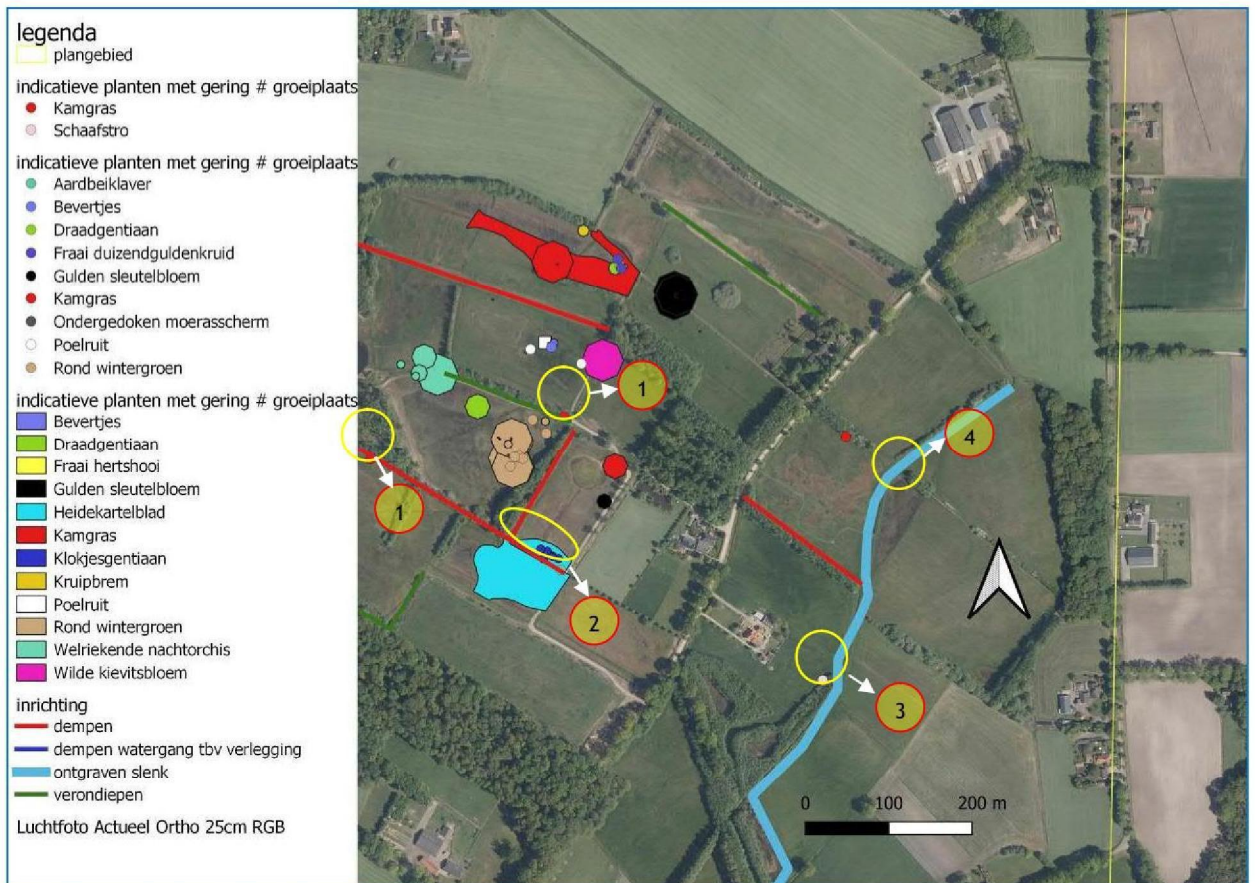 legenda
plangebied
indicatieve planten met gering # groeiplaats
Kamgras
Schaafstro
indicatieve planten met gering # groeiplaats
Aardbeiklaver
Bevertjes
Draadgentiaan
Fraai duizendguldenkruid
Gulden sleutelbloem
Kamgras
Ondergedoken moerasscherm
Poelruit
Rond wintergroen
indicatieve planten met gering # groeiplaats
Bevertjes
Draadgentiaan
Fraai hertshooi
Gulden sleutelbloem
Heidekartelblad
Kamgras
Klokjesgentiaan
Kruipbrem
Poelruit
Rond wintergroen
Welriekende nachtorchis
Wilde kievitsbloem
inrichting
dempen
dempen watergang tbv verlegging
ontgraven slenk
verondiepen
Luchtfoto Actueel Ortho 25cm RGB
1
4
1
2
3
0 100 200 m